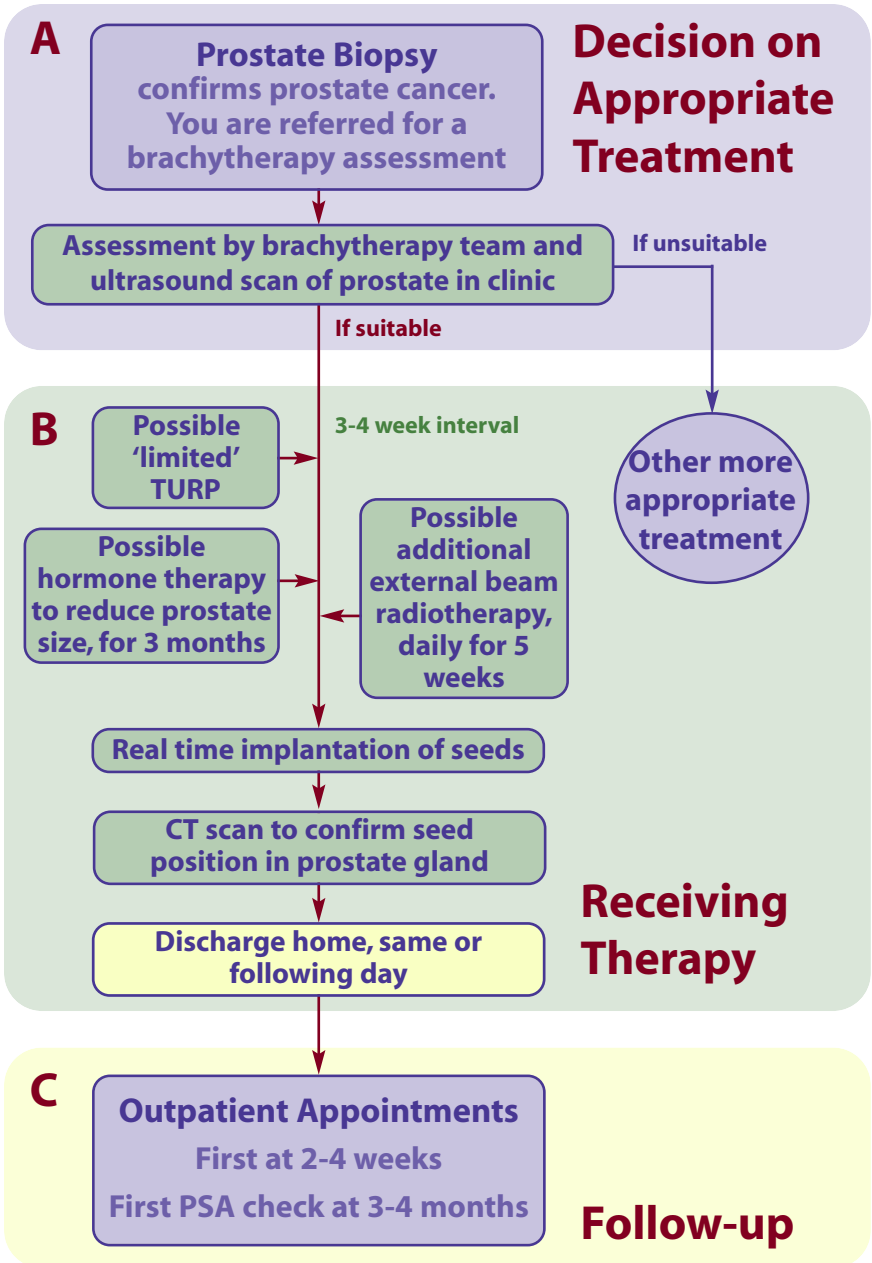 A
Decision on
Appropriate
Treatment
Prostate Biopsy
confirms prostate cancer.
You are referred for a
brachytherapy assessment
Assessment by brachytherapy team and
ultrasound scan of prostate in clinic
If unsuitable
If suitable
B
3-4 week interval
Possible
‘limited’
TURP
Other more
appropriate
treatment
Possible
hormone therapy
to reduce prostate
size, for 3 months
Possible
additional
external beam
radiotherapy,
daily for 5
weeks
Real time implantation of seeds
CT scan to confirm seed
position in prostate gland
Discharge home, same or
following day
Receiving
Therapy
C
Outpatient Appointments
First at 2-4 weeks
First PSA check at 3-4 months
Follow-up